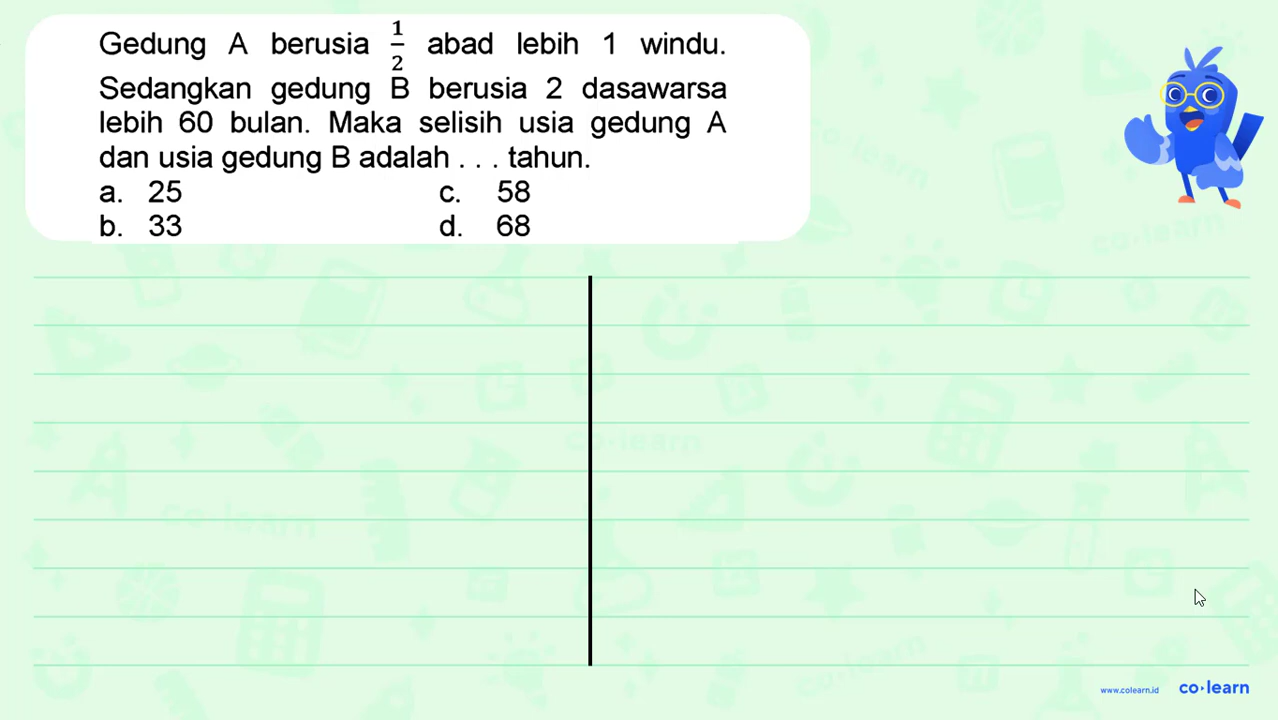 Gedung A berusia 1/2 abad lebih 1 windu.
Sedangkan gedung B berusia 2 dasawarsa
lebih 60 bulan. Maka selisih usia gedung A
dan usia gedung B adalah . . . tahun.
a. 25 c. 58
b. 33 d. 68
www.colearn.id co·learn